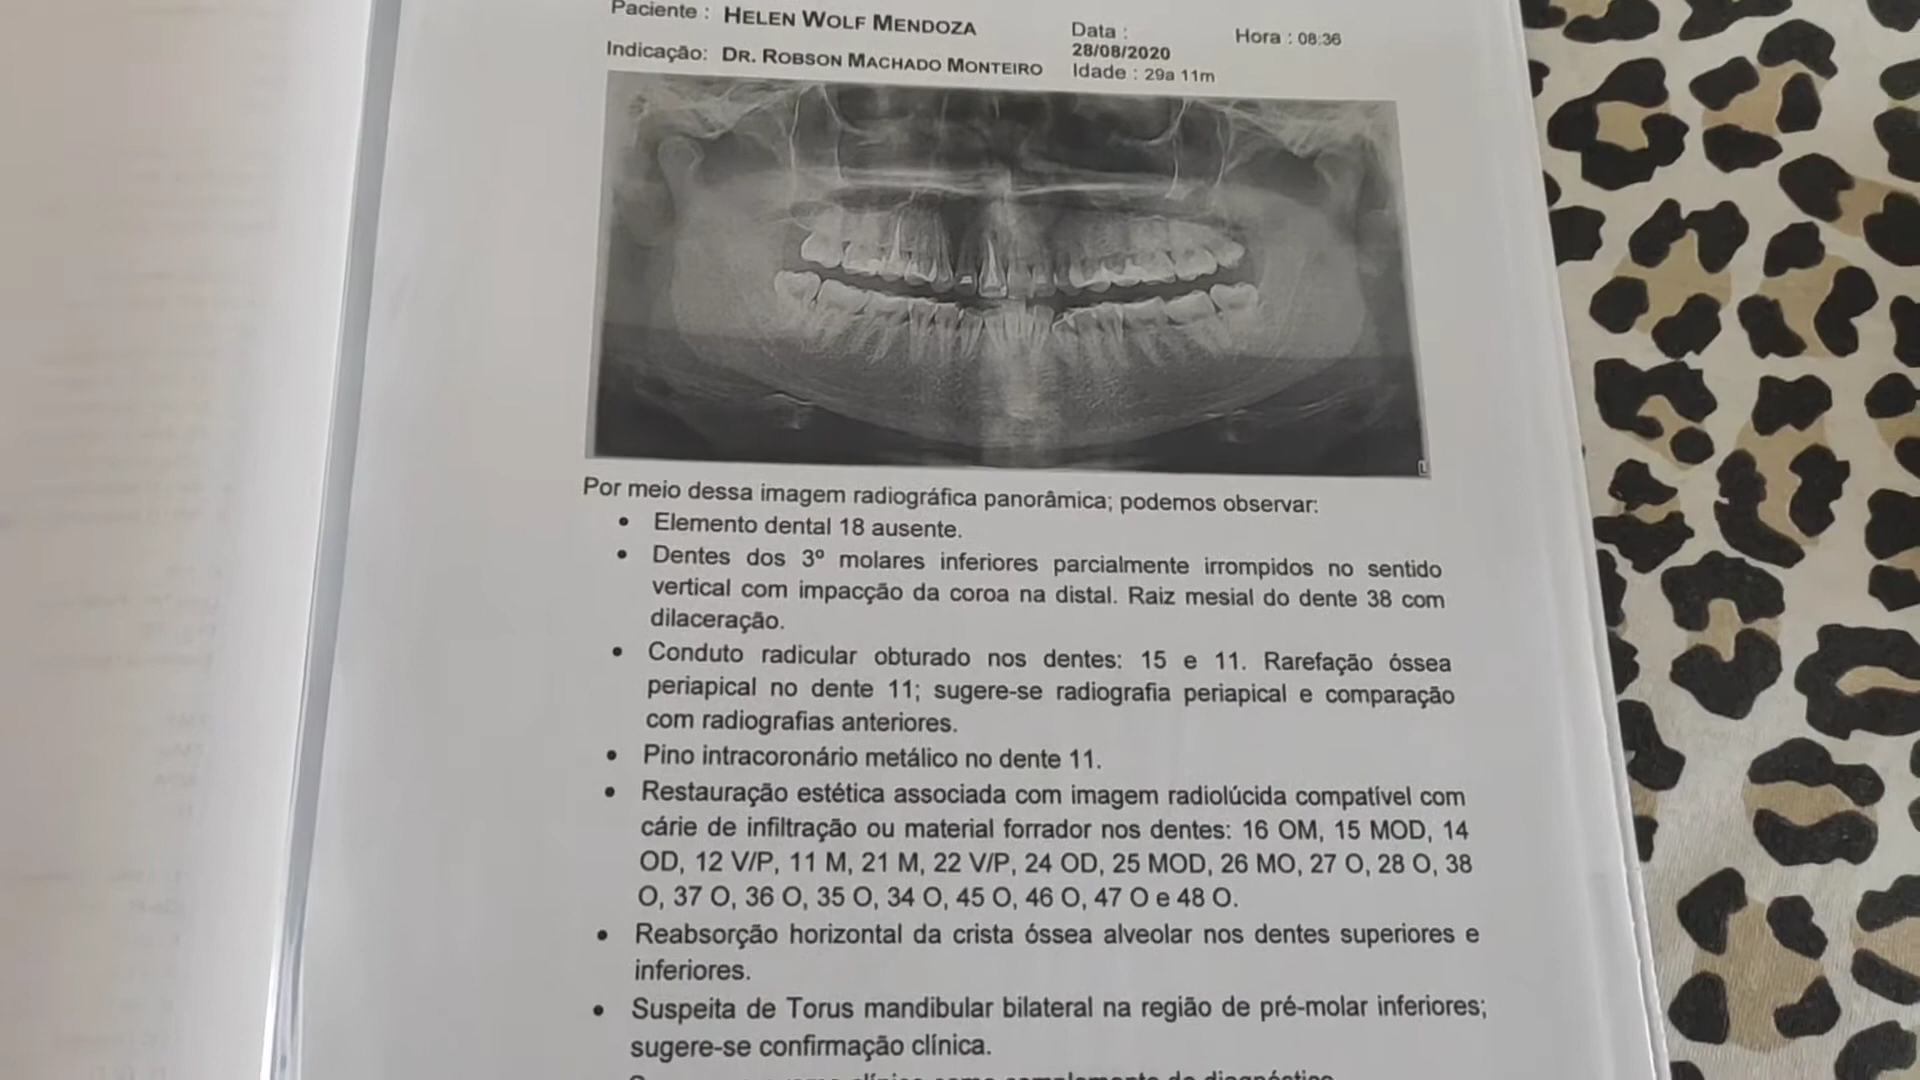 Paciente : HELEN WOLF MENDOZA
Data : 28/08/2020
Hora : 08:36
Indicação: DR. ROBSON MACHADO MONTEIRO
Idade : 29a 11m
L
Por meio dessa imagem radiográfica panorâmica; podemos observar:
• Elemento dental 18 ausente.
• Dentes dos 3º molares inferiores parcialmente irrompidos no sentido
vertical com impacção da coroa na distal. Raiz mesial do dente 38 com
dilaceração.
• Conduto radicular obturado nos dentes: 15 e 11. Rarefação óssea
periapical no dente 11; sugere-se radiografia periapical e comparação
com radiografias anteriores.
• Pino intracoronário metálico no dente 11.
• Restauração estética associada com imagem radiolúcida compatível com
cárie de infiltração ou material forrador nos dentes: 16 OM, 15 MOD, 14
OD, 12 V/P, 11 M, 21 M, 22 V/P, 24 OD, 25 MOD, 26 MO, 27 O, 28 O, 38
O, 37 O, 36 O, 35 O, 34 O, 45 O, 46 O, 47 O e 48 O.
• Reabsorção horizontal da crista óssea alveolar nos dentes superiores e
inferiores.
• Suspeita de Torus mandibular bilateral na região de pré-molar inferiores;
sugere-se confirmação clínica.
como complemento de diagnóstico